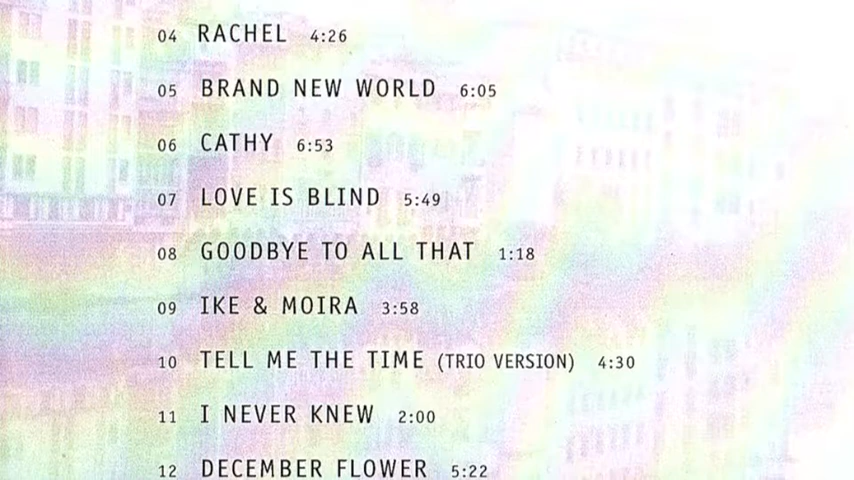 04 RACHEL 4:26
05 BRAND NEW WORLD 6:05
06 CATHY 6:53
07 LOVE IS BLIND 5:49
08 GOODBYE TO ALL THAT 1:18
09 IKE & MOIRA 3:58
10 TELL ME THE TIME (TRIO VERSION) 4:30
11 I NEVER KNEW 2:00
12 DECEMBER FLOWER 5:22